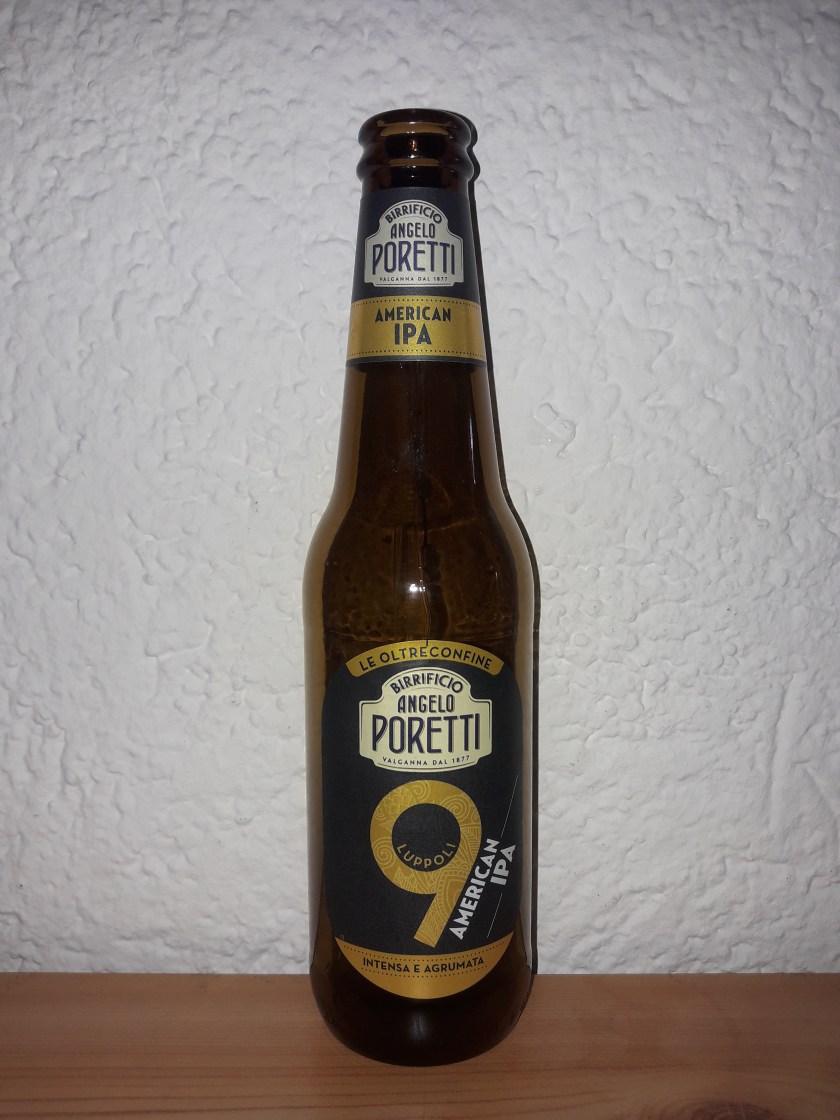 BIRRIFICIO
ANGELO
PORETTI
VALGANNA DAL 1877
AMERICAN
IPA
LE OLTRECONFINE
BIRRIFICIO
ANGELO
PORETTI
VALGANNA DAL 1877
9
LUPPOLI
AMERICAN
IPA
INTENSA E AGRUMATA